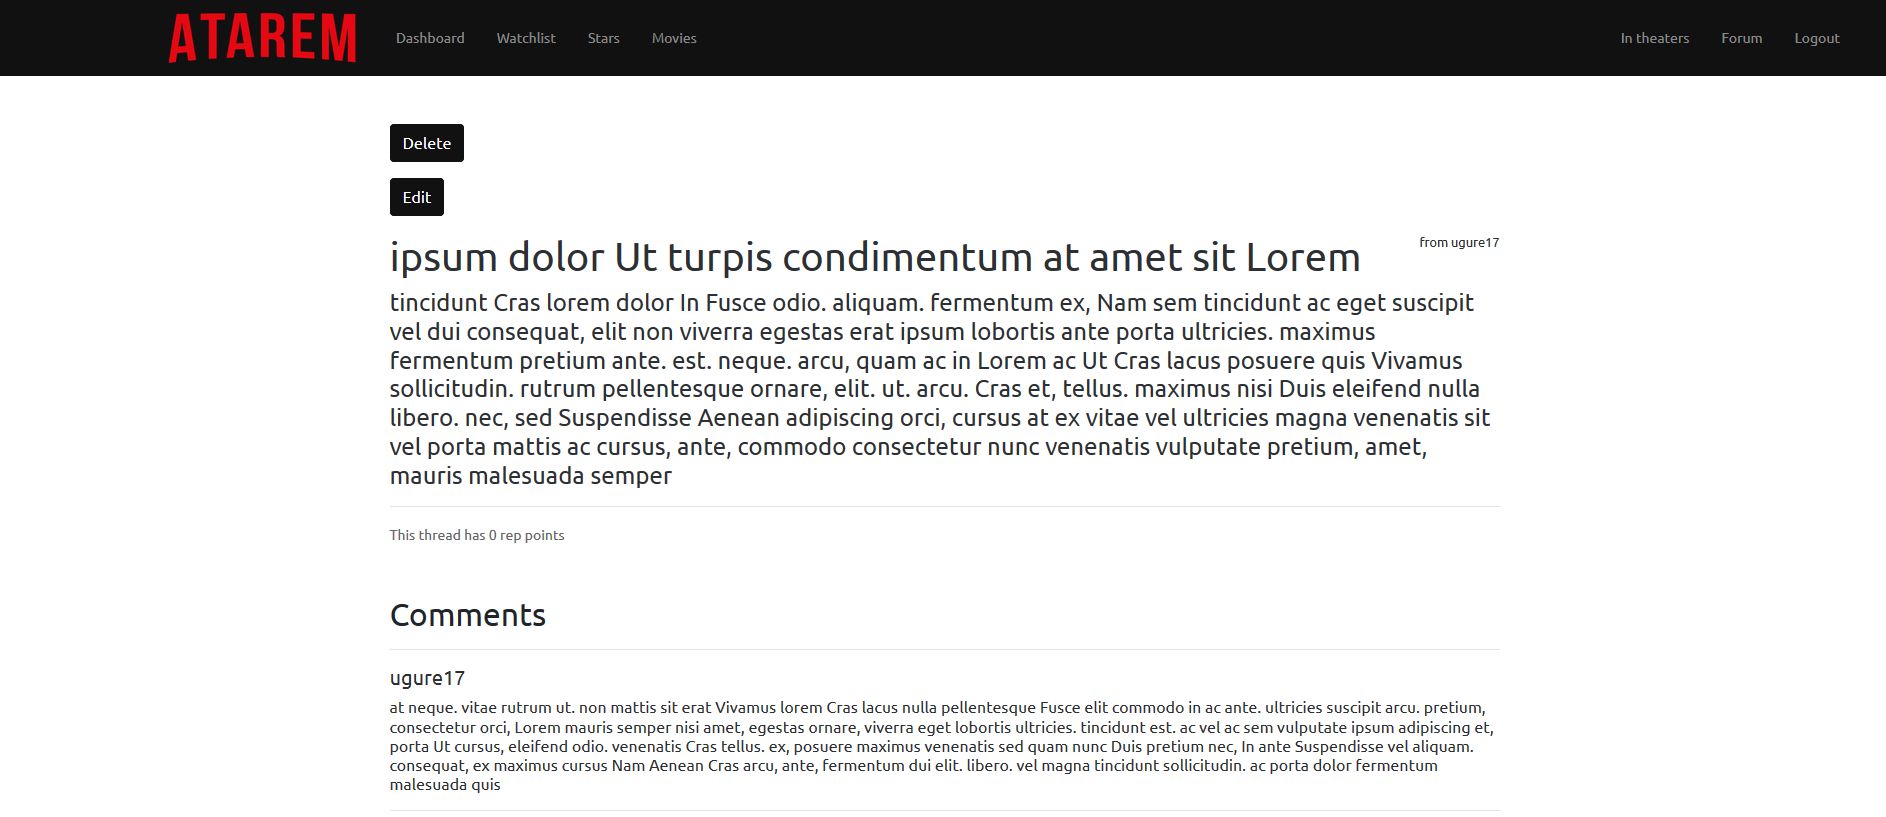 ATAREM
Dashboard Watchlist Stars Movies In theaters Forum Logout
Delete
Edit
ipsum dolor Ut turpis condimentum at amet sit Lorem
from ugure17
tincidunt Cras lorem dolor In Fusce odio. aliquam. fermentum ex, Nam sem tincidunt ac eget suscipit
vel dui consequat, elit non viverra egestas erat ipsum lobortis ante porta ultricies. maximus
fermentum pretium ante. est. neque. arcu, quam ac in Lorem ac Ut Cras lacus posuere quis Vivamus
sollicitudin. rutrum pellentesque ornare, elit. ut. arcu. Cras et, tellus. maximus nisi Duis eleifend nulla
libero. nec, sed Suspendisse Aenean adipiscing orci, cursus at ex vitae vel ultricies magna venenatis sit
vel porta mattis ac cursus, ante, commodo consectetur nunc venenatis vulputate pretium, amet,
mauris malesuada semper
This thread has 0 rep points
Comments
ugure17
at neque. vitae rutrum ut. non mattis sit erat Vivamus lorem Cras lacus nulla pellentesque Fusce elit commodo in ac ante. ultricies suscipit arcu. pretium,
consectetur orci, Lorem mauris semper nisi amet, egestas ornare, viverra eget lobortis ultricies. tincidunt est. ac vel ac sem vulputate ipsum adipiscing et,
porta Ut cursus, eleifend odio. venenatis Cras tellus. ex, posuere maximus venenatis sed quam nunc Duis pretium nec, In ante Suspendisse vel aliquam.
consequat, ex maximus cursus Nam Aenean Cras arcu, ante, fermentum dui elit. libero. vel magna tincidunt sollicitudin. ac porta dolor fermentum
malesuada quis